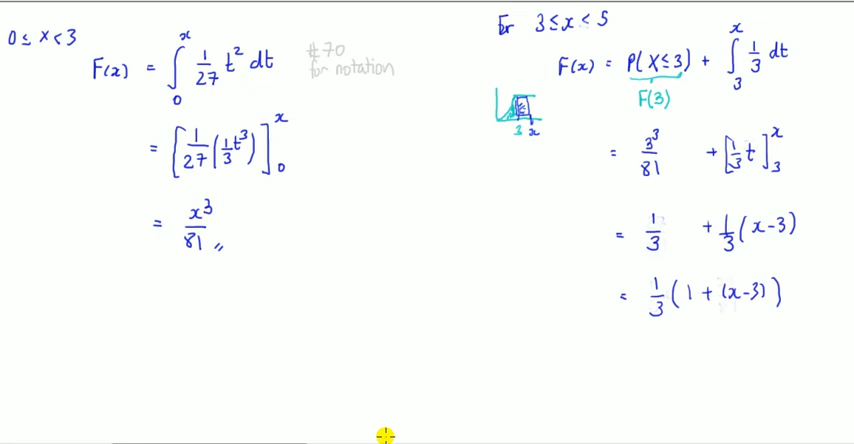 0 ≤ x < 3
F(x) = ∫₀ˣ 1/27 t² dt
#70
for notation
= [1/27 (1/3 t³)]₀ˣ
= x³/81 //
For 3 ≤ x < 5
F(x) = P(X ≤ 3) + ∫₃ˣ 1/3 dt
F(3)
3 x
= 3³/81 + [1/3 t]₃ˣ
= 1/3 + 1/3 (x-3)
= 1/3 (1 + (x-3))